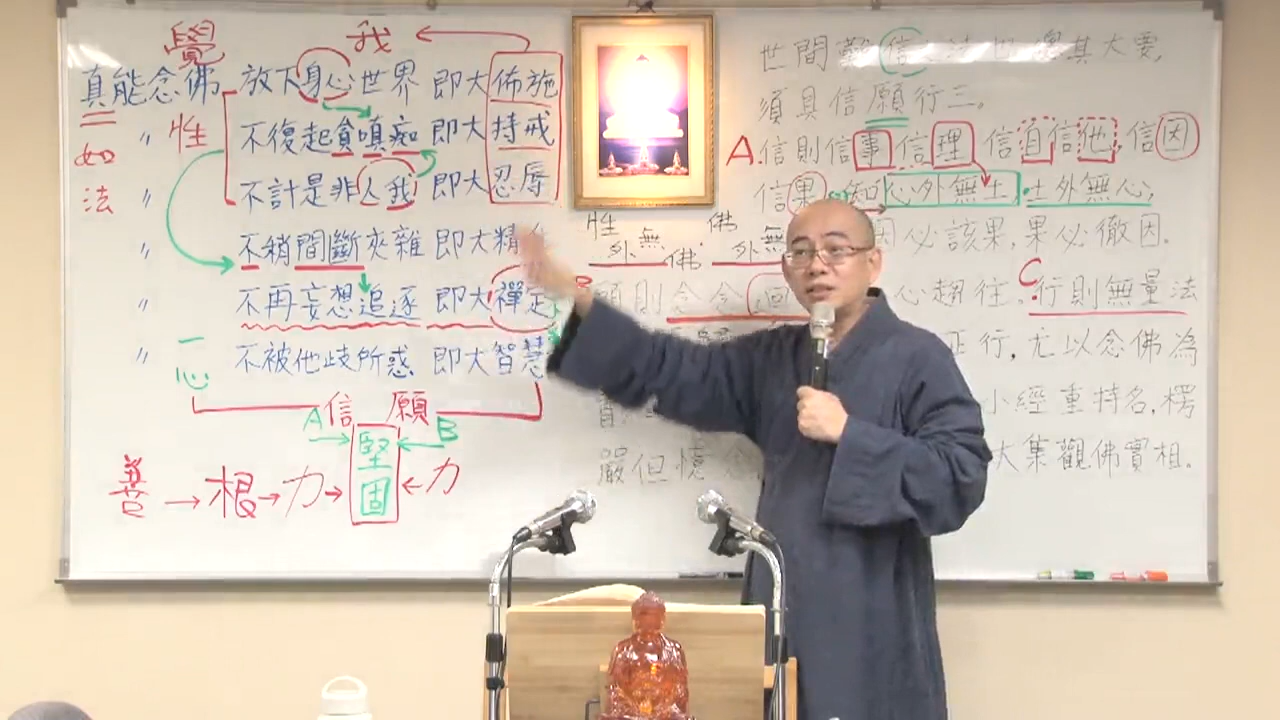 覺 我
真能念佛 放下身心世界 即大佈施
〃 性 不復起貪嗔痴 即大持戒
〃 不計是非人我 即大忍辱
〃 不稍間斷夾雜 即大精
〃 不再妄想追逐 即大禪定
〃 不被他歧所惑 即大智慧
二如法
一心
A 信 願 B
善→根→力→堅固←力
世間難信 法也 其大要,
須具信願行三。
A.信則信事 信理 信自信他,信因
信果 知心外無土 土外無心,
性外無佛 佛外無 因必該果,果必徹因。
B 願則念念回 心趨往。C.行則無量法
正行,尤以念佛為
小經重持名,楞
嚴但憶 大集觀佛實相。